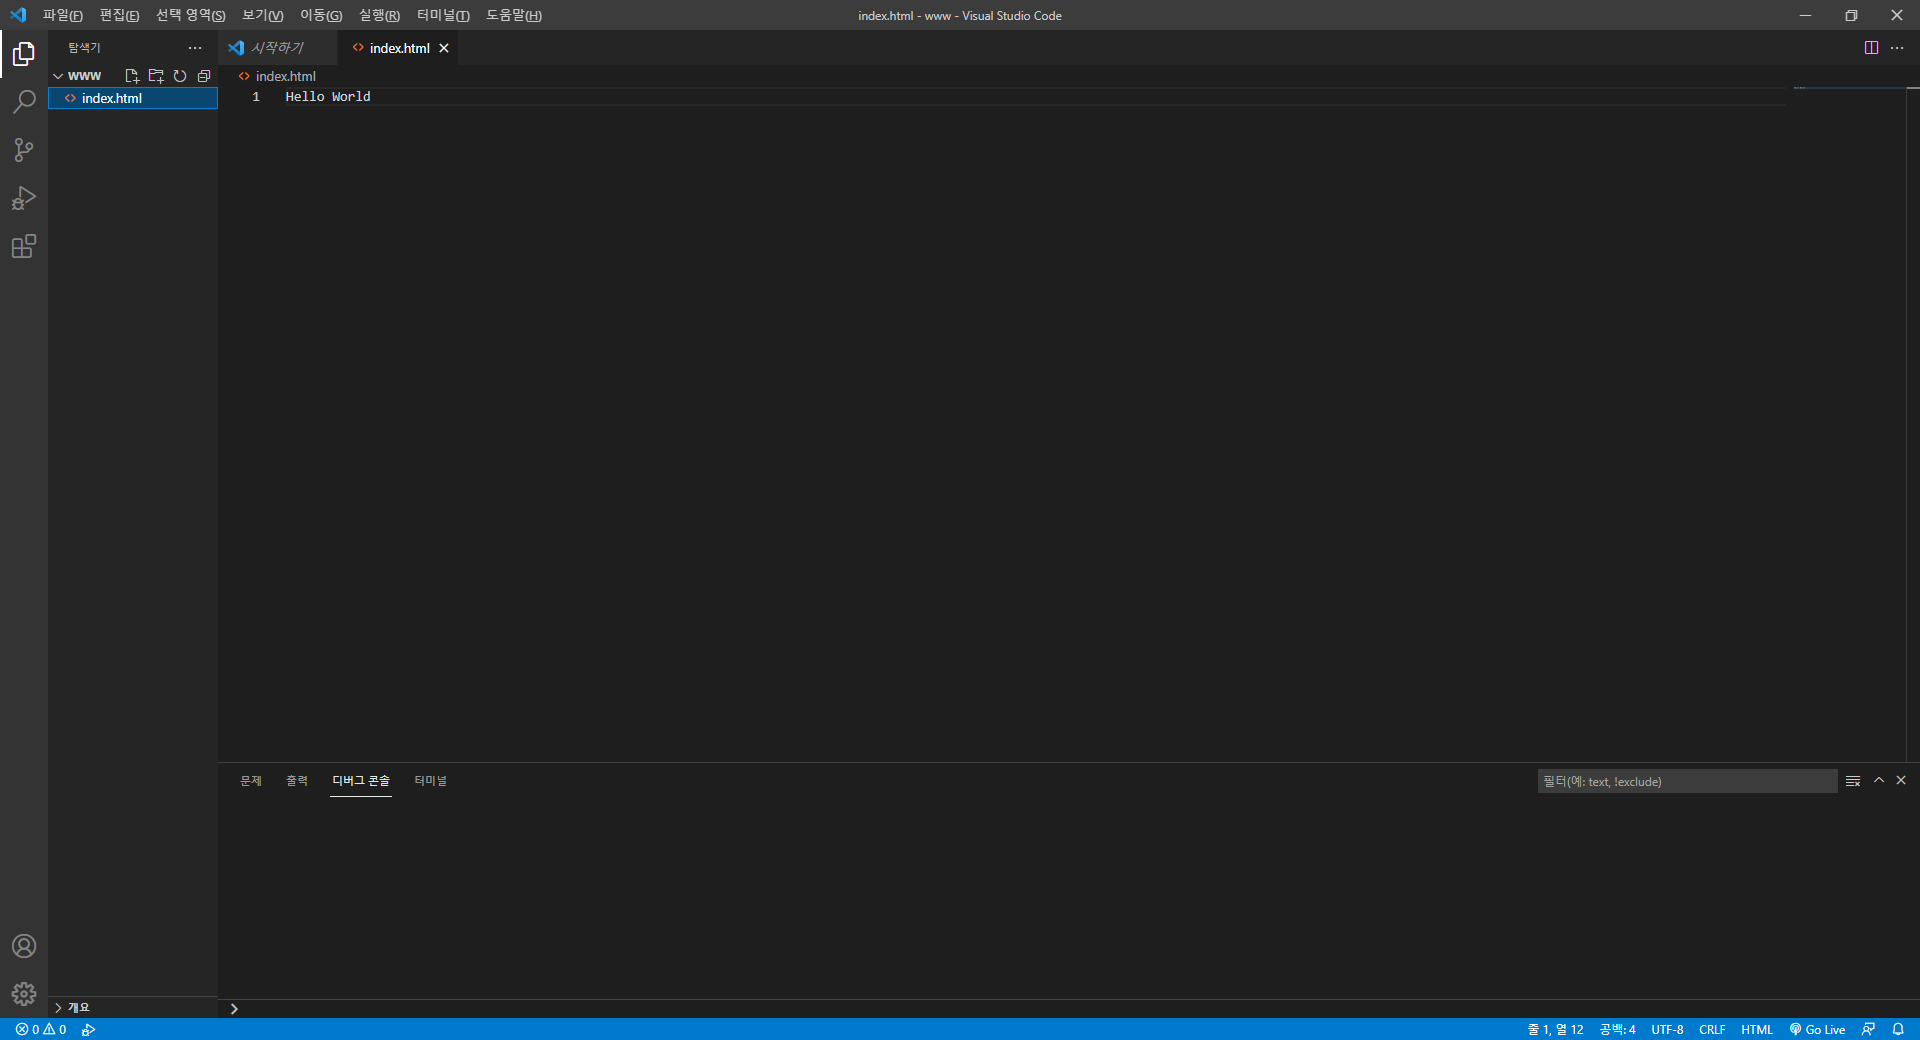 파일(F) 편집(E) 선택 영역(S) 보기(V) 이동(G) 실행(R) 터미널(T) 도움말(H) index.html - www - Visual Studio Code
탐색기 시작하기 index.html
WWW index.html
index.html
1 Hello World
문제 출력 디버그 콘솔 터미널 필터(예: text, !exclude)
개요
0 0 줄 1, 열 12 공백: 4 UTF-8 CRLF HTML Go Live